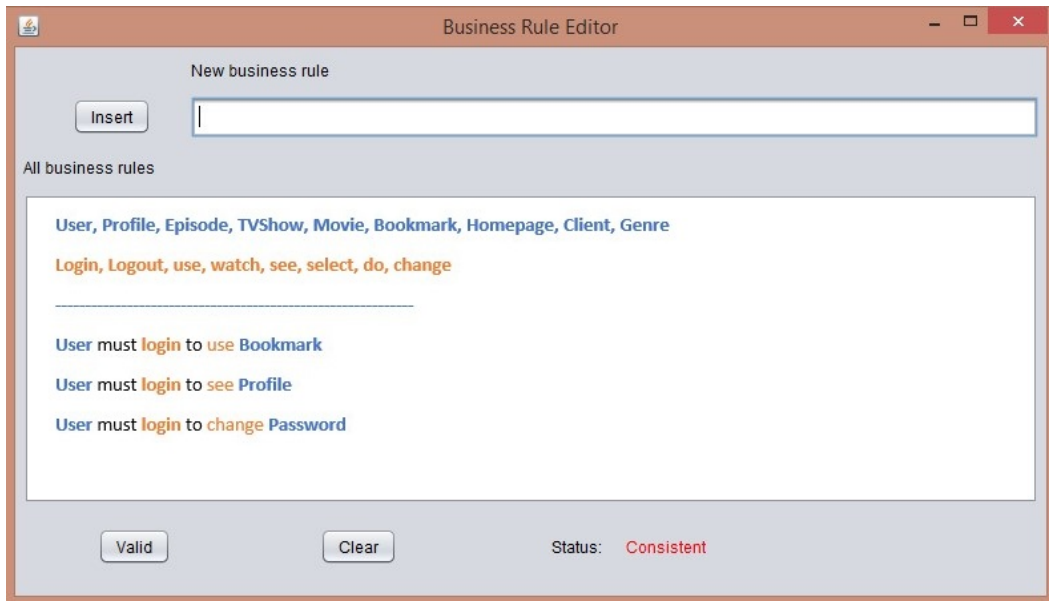 Business Rule Editor
New business rule
Insert
All business rules
User, Profile, Episode, TVShow, Movie, Bookmark, Homepage, Client, Genre
Login, Logout, use, watch, see, select, do, change
User must login to use Bookmark
User must login to see Profile
User must login to change Password
Valid Clear Status: Consistent